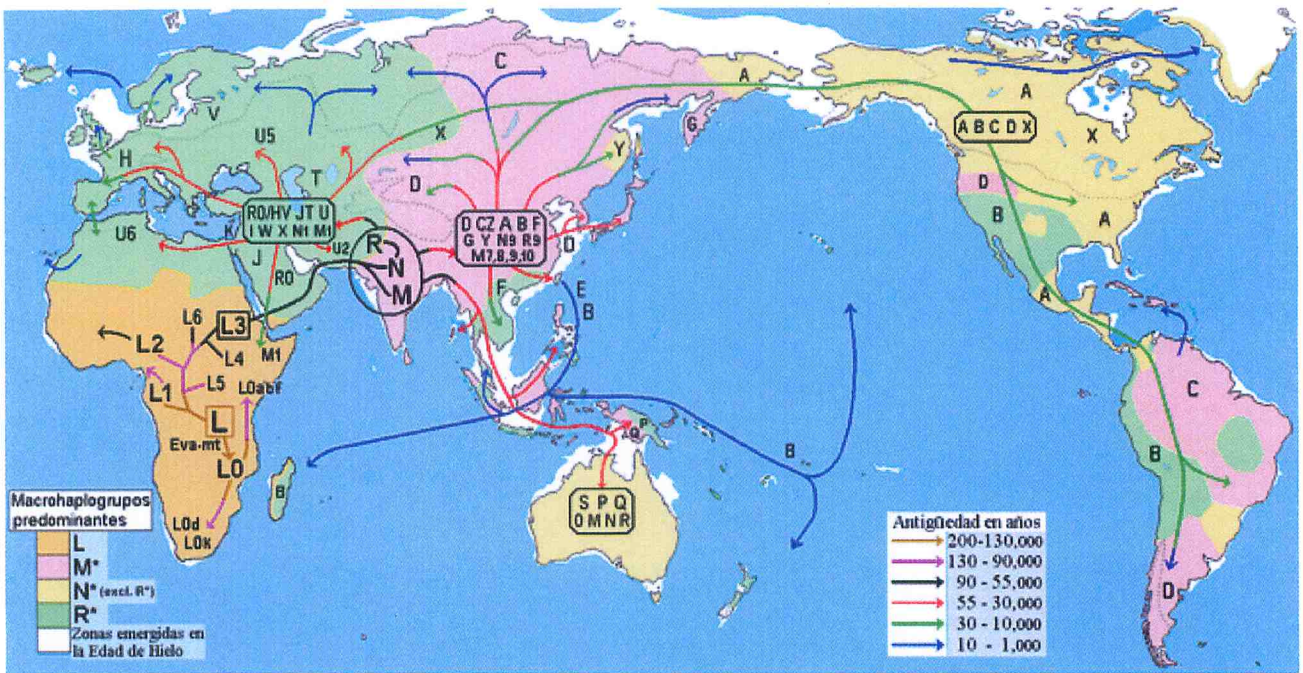 C
A
V
A
G
X
H
U5
X
A B C D X
Y
T
D
D
R0/HV JT U
I W X N1 M1
D CZ A B F
G Y N9 R9
M7,8,9,10
B
A
K
D
U6
U2
R
N
M
J
R0
F
E
B
A
L6
L3
L2
L4
M1
L5
L0abf
L1
C
L
Eva-mt
P
Q
B
B
L0
B
S P Q
O M N R
Macrohaplogrupos
predominantes
L0d
L0k
L
M*
N* (excl. R*)
R*
Zonas emergidas en
la Edad de Hielo
Antigüedad en años
200-130,000
130 - 90,000
90 - 55,000
55 - 30,000
30 - 10,000
10 - 1,000
D